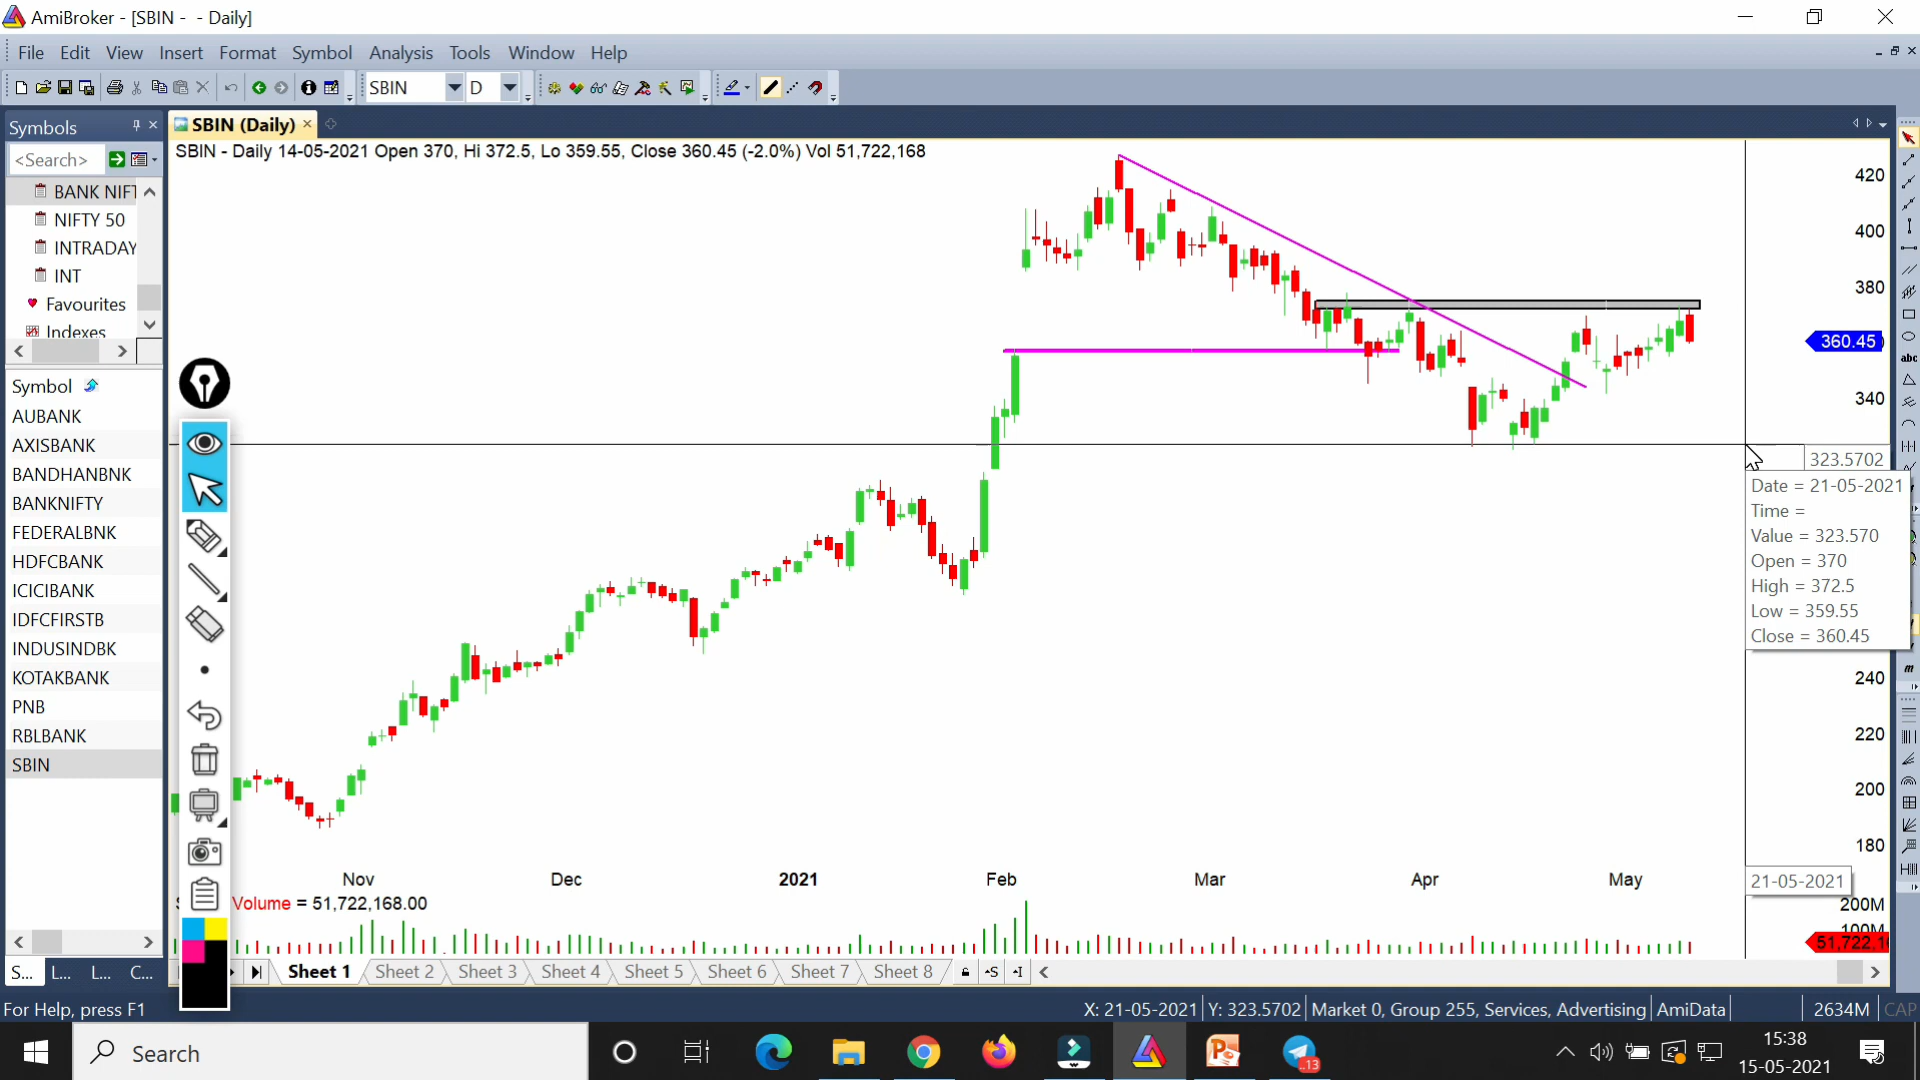 AmiBroker - [SBIN -  - Daily]
File Edit View Insert Format Symbol Analysis Tools Window Help
SBIN D
Symbols
SBIN (Daily)
<Search>
SBIN - Daily 14-05-2021 Open 370, Hi 372.5, Lo 359.55, Close 360.45 (-2.0%) Vol 51,722,168
BANK NIFT
NIFTY 50
INTRADAY
INT
Favourites
Indexes
Symbol
AUBANK
AXISBANK
BANDHANBNK
BANKNIFTY
FEDERALBNK
HDFCBANK
ICICIBANK
IDFCFIRSTB
INDUSINDBK
KOTAKBANK
PNB
RBLBANK
SBIN
420
400
380
360.45
340
323.5702
Date = 21-05-2021
Time =
Value = 323.570
Open = 370
High = 372.5
Low = 359.55
Close = 360.45
240
220
200
180
abc
m
Nov Dec 2021 Feb Mar Apr May 21-05-2021
Volume = 51,722,168.00
200M
100M
51,722,1
S... L... L... C...
Sheet 1 Sheet 2 Sheet 3 Sheet 4 Sheet 5 Sheet 6 Sheet 7 Sheet 8
For Help, press F1
X: 21-05-2021 Y: 323.5702 Market 0, Group 255, Services, Advertising AmiData 2634M CAP
Search
..13
15:38
15-05-2021